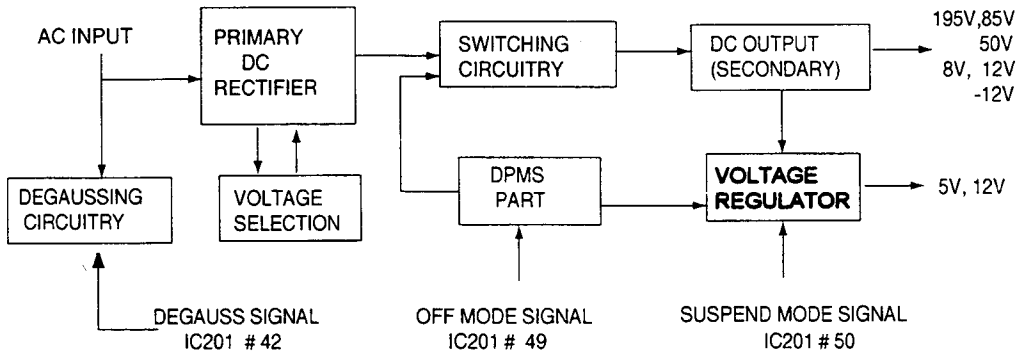 AC INPUT
PRIMARY
DC
RECTIFIER
SWITCHING
CIRCUITRY
DC OUTPUT
(SECONDARY)
195V,85V
50V
8V, 12V
-12V
DEGAUSSING
CIRCUITRY
VOLTAGE
SELECTION
DPMS
PART
VOLTAGE
REGULATOR
5V, 12V
DEGAUSS SIGNAL
IC201 # 42
OFF MODE SIGNAL
IC201 # 49
SUSPEND MODE SIGNAL
IC201 # 50